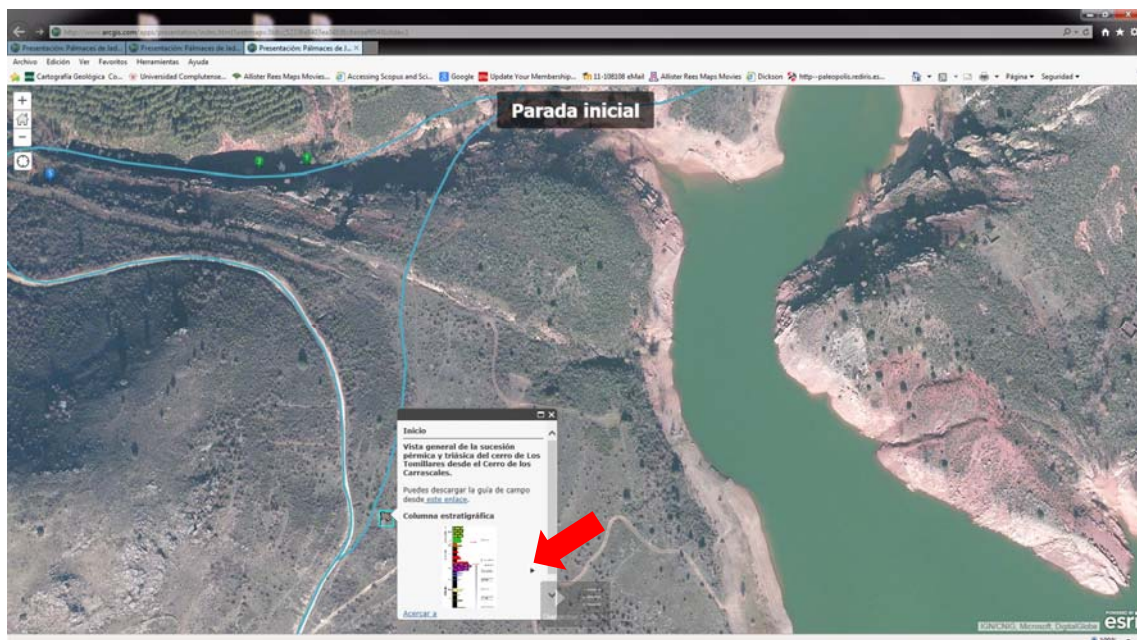 Presentación: Pálmaces de Jad...
Presentación: Pálmaces de Jad...
Presentación: Pálmaces de J...
Archivo Edición Ver Favoritos Herramientas Ayuda
Cartografía Geológica Co... Universidad Complutense... Allister Rees Maps Movies... Accessing Scopus and Sci... Google Update Your Membership... 11-108108 eMail Allister Rees Maps Movies Dickson http--paleopolis.rediris.es... Página Seguridad
Parada inicial
Inicio
Vista general de la sucesión
pérmica y triásica del cerro de Los
Tomillares desde el Cerro de los
Carrascales.
Puedes descargar la guía de campo
desde este enlace.
Columna estratigráfica
Acercar a
IGN/CNIG, Microsoft, DigitalGlobe
esri